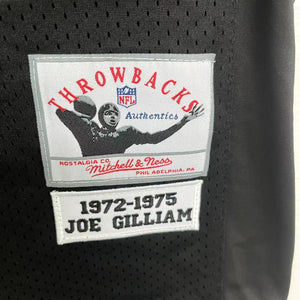 THROWBACKS
NFL
Authentics
NOSTALGIA CO.
Mitchell & Ness
PHILADELPHIA, PA
1972-1975
JOE GILLIAM